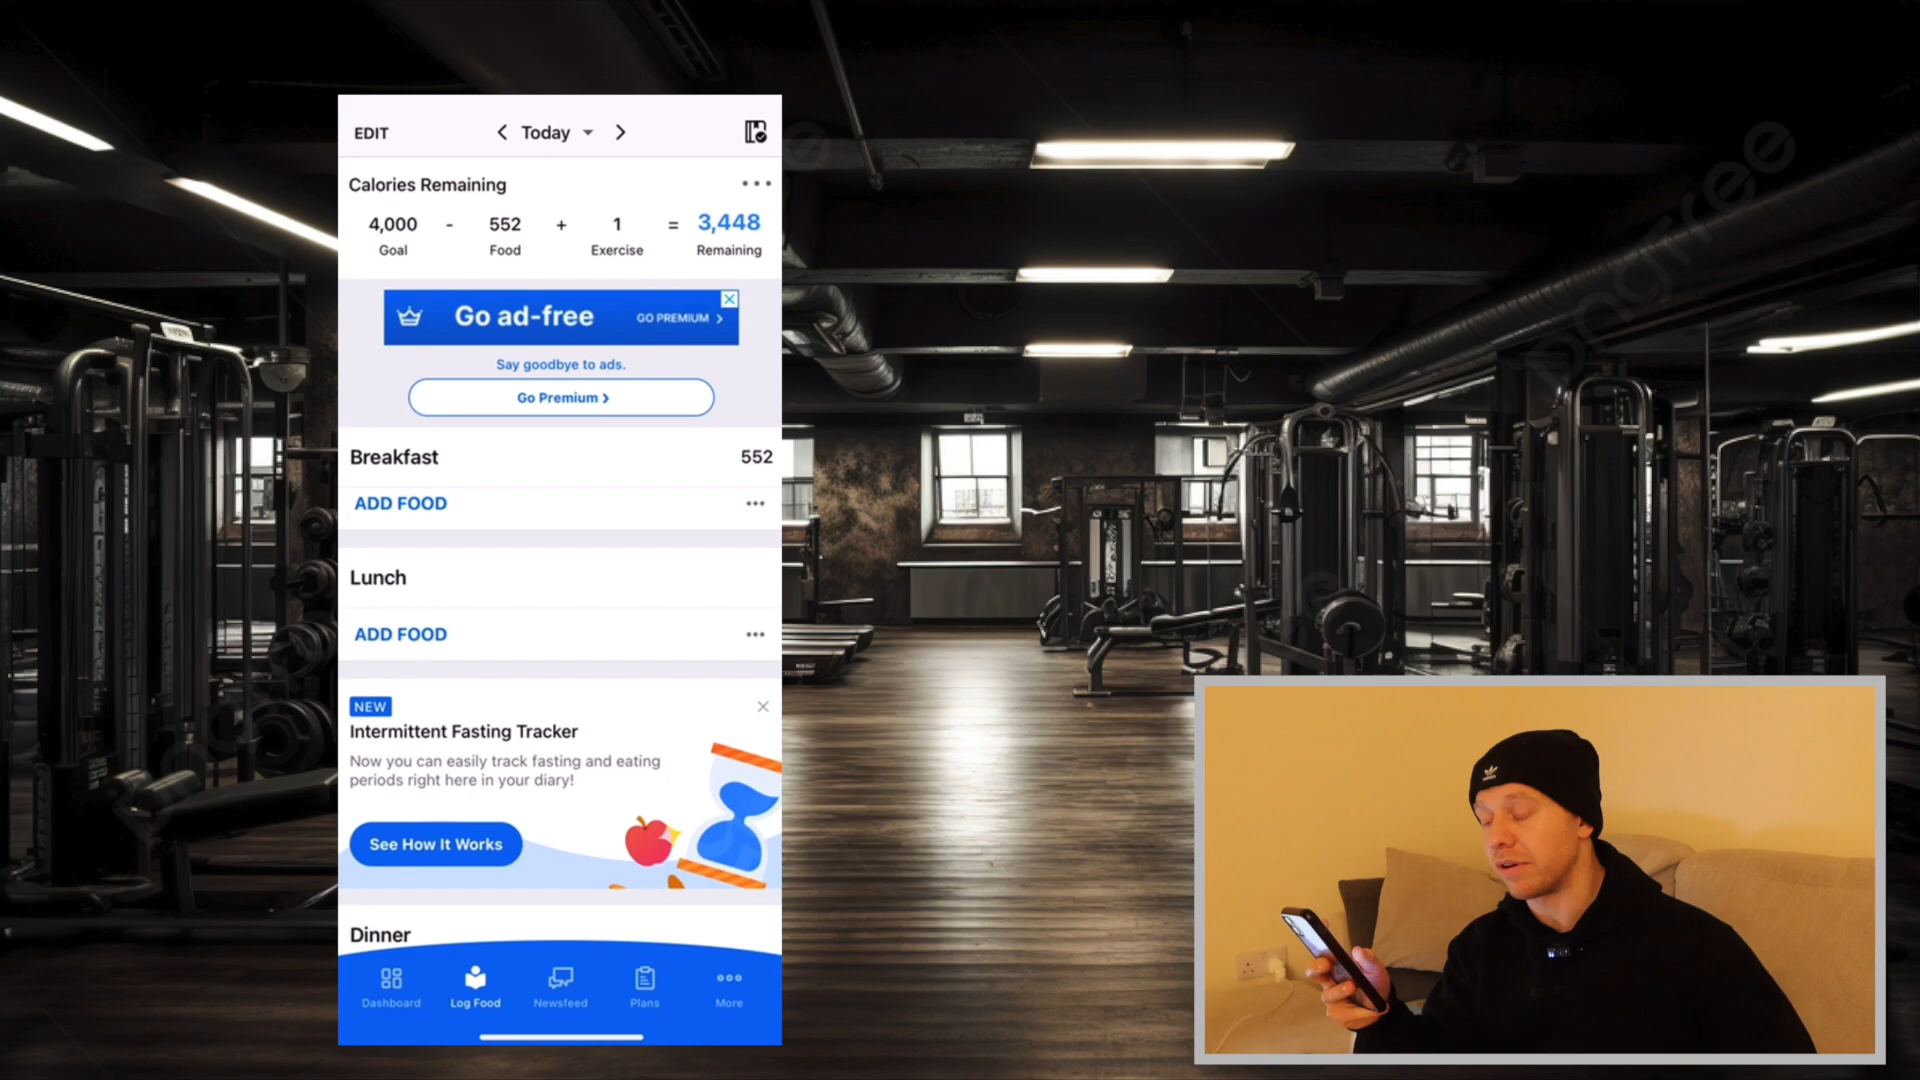 EDIT
Today
Calories Remaining
4,000 - 552 + 1 = 3,448
Goal Food Exercise Remaining
Go ad-free GO PREMIUM
Say goodbye to ads.
Go Premium
Breakfast 552
ADD FOOD
Lunch
ADD FOOD
NEW
Intermittent Fasting Tracker
Now you can easily track fasting and eating
periods right here in your diary!
See How It Works
Dinner
Dashboard Log Food Newsfeed Plans More
pngtree